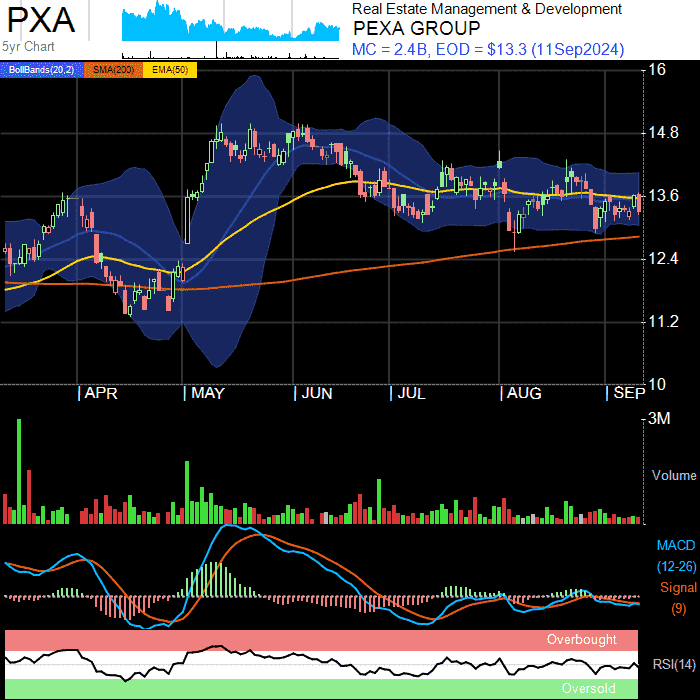 PXA
5yr Chart
Real Estate Management & Development
PEXA GROUP
MC = 2.4B, EOD = $13.3 (11Sep2024)
BollBands(20,2) SMA(200) EMA(50)
16
14.8
13.6
12.4
11.2
10
APR MAY JUN JUL AUG SEP
3M
Volume
MACD
(12-26)
Signal
(9)
Overbought
RSI(14)
Oversold